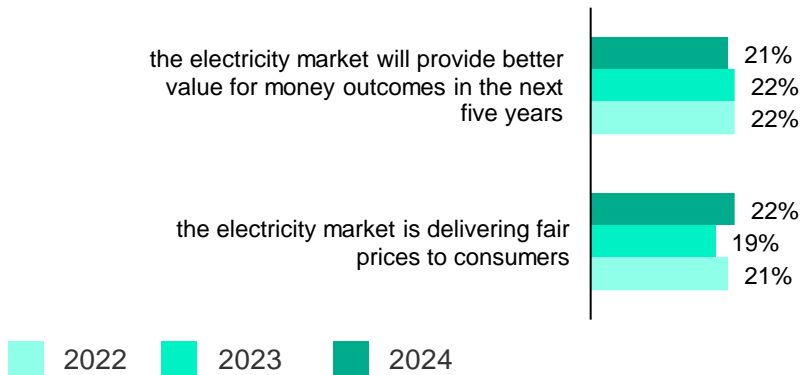 the electricity market will provide better
value for money outcomes in the next
five years
21%
22%
22%
the electricity market is delivering fair
prices to consumers
22%
19%
21%
2022 2023 2024